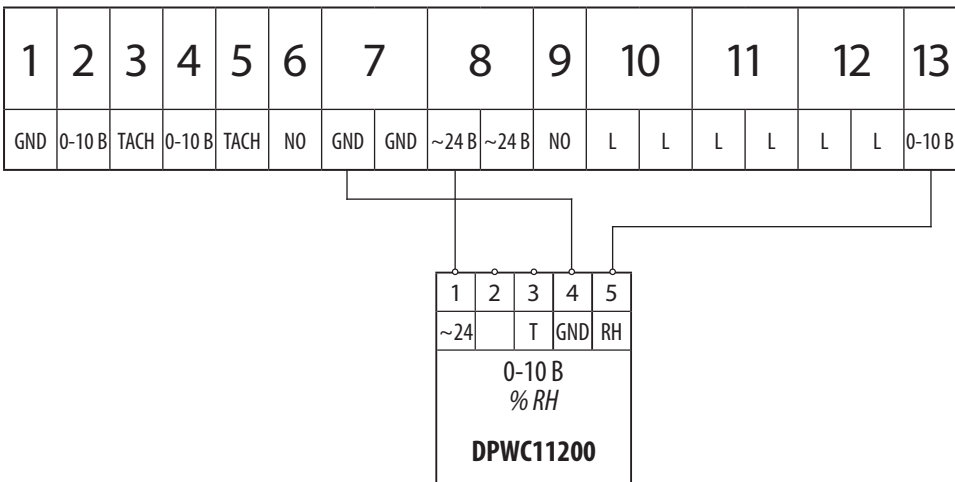 1 2 3 4 5 6 7 8 9 10 11 12 13
GND 0-10 В TACH 0-10 В TACH NO GND GND ~24 В ~24 В NO L L L L L L 0-10 В
1 2 3 4 5
~24 T GND RH
0-10 В
% RH
DPWC11200